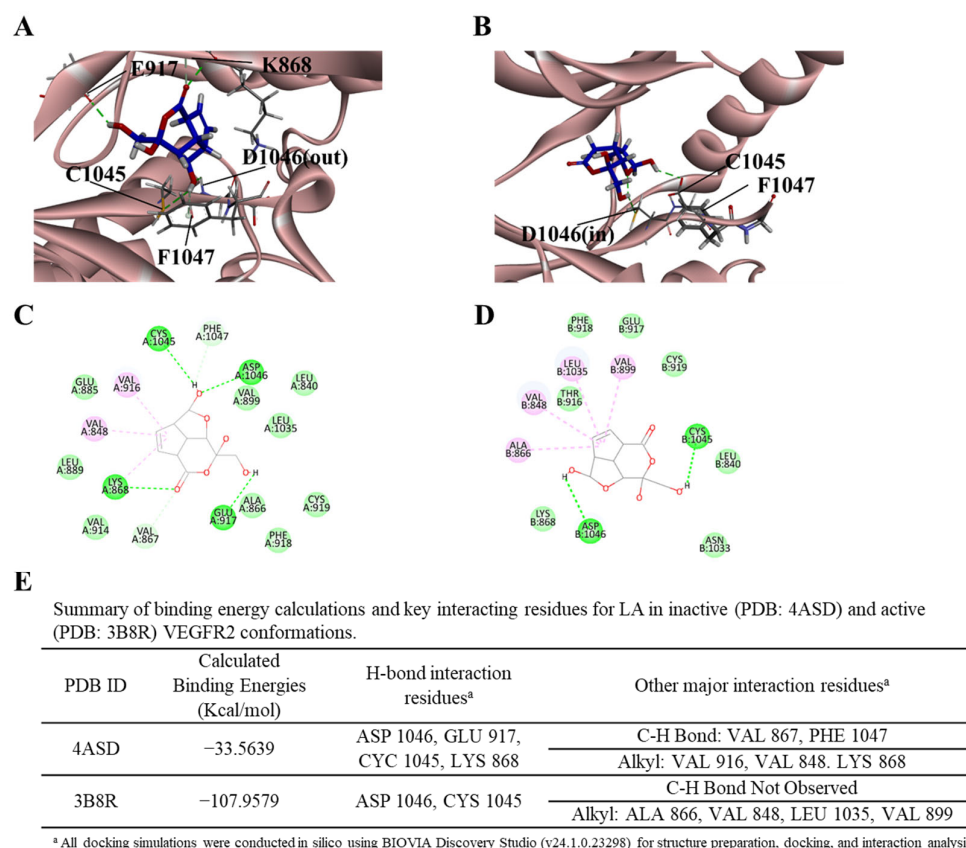 A
B
E917
K868
D1046(out)
C1045
F1047
C1045
F1047
D1046(in)
C
D
CYS
A:1045
PHE
A:1047
GLU
A:885
VAL
A:916
ASP
A:1046
VAL
A:899
LEU
A:840
VAL
A:848
LEU
A:1035
LEU
A:889
LYS
A:868
GLU
A:917
ALA
A:866
CYS
A:919
VAL
A:914
VAL
A:867
PHE
A:918
H
O
O
O
O
O
O
H
PHE
B:918
GLU
B:917
LEU
B:1035
VAL
B:899
CYS
B:919
VAL
B:848
THR
B:916
ALA
B:866
CYS
B:1045
LEU
B:840
LYS
B:868
ASP
B:1046
ASN
B:1033
O
O
H
O
O
O
O
H
E
Summary of binding energy calculations and key interacting residues for LA in inactive (PDB: 4ASD) and active
(PDB: 3B8R) VEGFR2 conformations.
PDB ID
Calculated
Binding Energies
(Kcal/mol)
H-bond interaction
residuesᵃ
Other major interaction residuesᵃ
4ASD
−33.5639
ASP 1046, GLU 917,
CYC 1045, LYS 868
C-H Bond: VAL 867, PHE 1047
Alkyl: VAL 916, VAL 848. LYS 868
3B8R
−107.9579
ASP 1046, CYS 1045
C-H Bond Not Observed
Alkyl: ALA 866, VAL 848, LEU 1035, VAL 899
ᵃ All docking simulations were conducted in silico using BIOVIA Discovery Studio (v24.1.0.23298) for structure preparation, docking, and interaction analysis